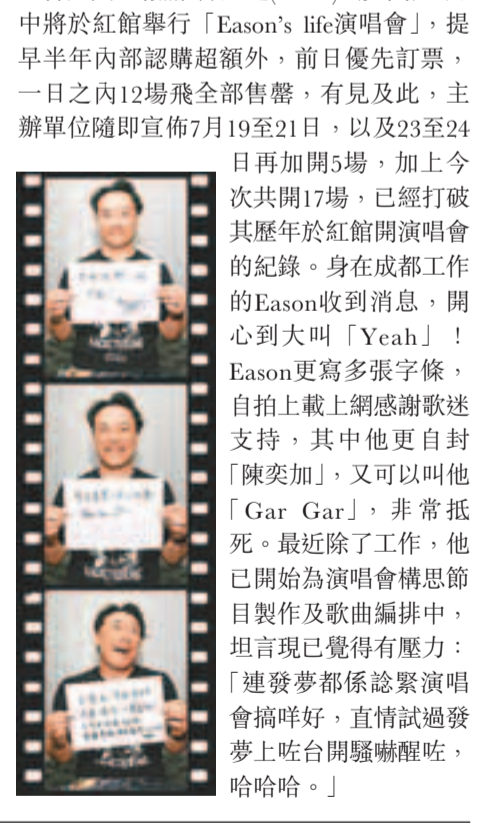 中將於紅館舉行「Eason's life演唱會」，提
早半年內部認購超額外，前日優先訂票，
一日之內12場飛全部售罄，有見及此，主
辦單位隨即宣佈7月19至21日，以及23至24
日再加開5場，加上今
次共開17場，已經打破
其歷年於紅館開演唱會
的紀錄。身在成都工作
的Eason收到消息，開
心到大叫「Yeah」！
Eason更寫多張字條，
自拍上載上網感謝歌迷
支持，其中他更自封
「陳奕加」，又可以叫他
「Gar Gar」，非常抵
死。最近除了工作，他
已開始為演唱會構思節
目製作及歌曲編排中，
坦言現已覺得有壓力：
「連發夢都係諗緊演唱
會搞咩好，直情試過發
夢上咗台開騷嚇醒咗，
哈哈哈。」